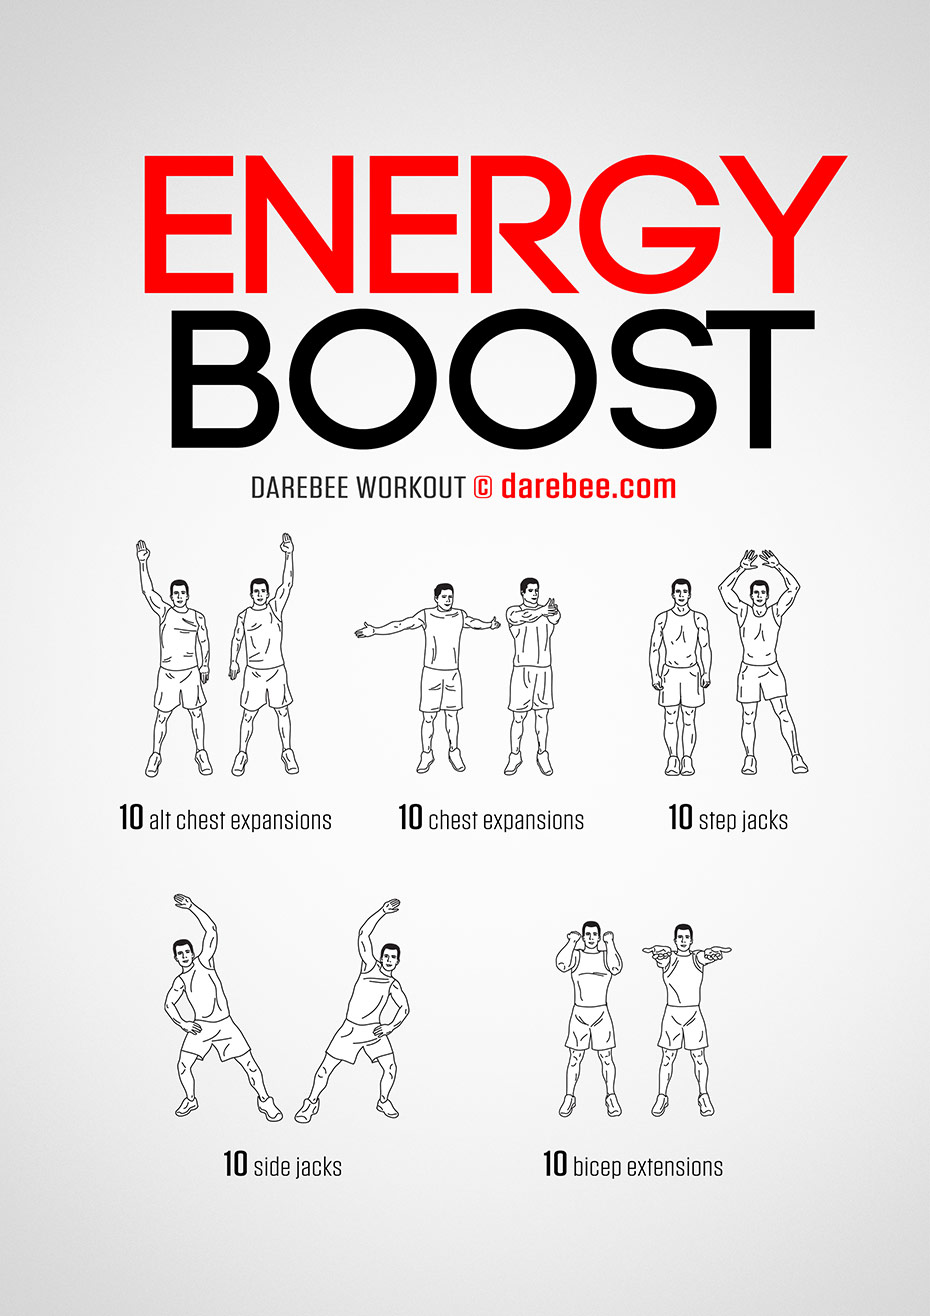 ENERGY
BOOST
DAREBEE WORKOUT © darebee.com
10 alt chest expansions
10 chest expansions
10 step jacks
10 side jacks
10 bicep extensions